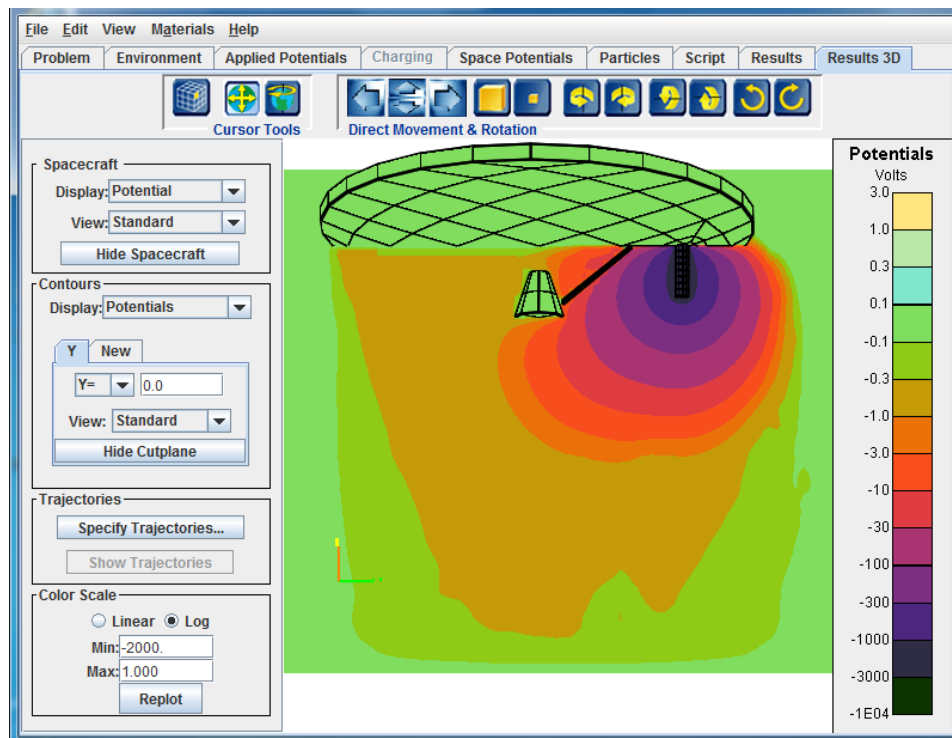 File Edit View Materials Help
Problem Environment Applied Potentials Charging Space Potentials Particles Script Results Results 3D
Cursor Tools Direct Movement & Rotation
Spacecraft
Display: Potential
View: Standard
Hide Spacecraft
Contours
Display: Potentials
Y New
Y= 0.0
View: Standard
Hide Cutplane
Trajectories
Specify Trajectories...
Show Trajectories
Color Scale
Linear Log
Min: -2000.
Max: 1.000
Replot
Potentials
Volts
3.0
1.0
0.3
0.1
-0.1
-0.3
-1.0
-3.0
-10
-30
-100
-300
-1000
-3000
-1E04